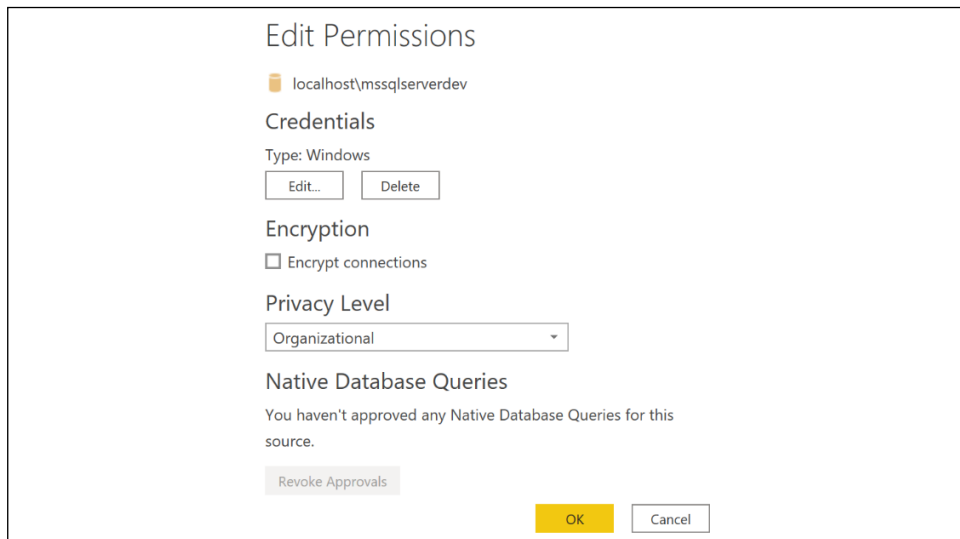 Edit Permissions
localhost\mssqlserverdev
Credentials
Type: Windows
Edit...
Delete
Encryption
Encrypt connections
Privacy Level
Organizational
Native Database Queries
You haven't approved any Native Database Queries for this
source.
Revoke Approvals
OK
Cancel